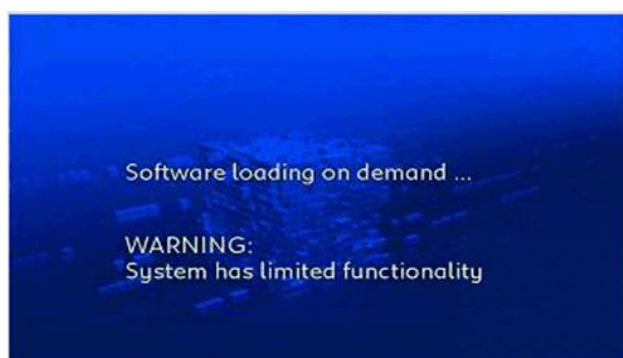 Software loading on demand ...
WARNING:
System has limited functionality